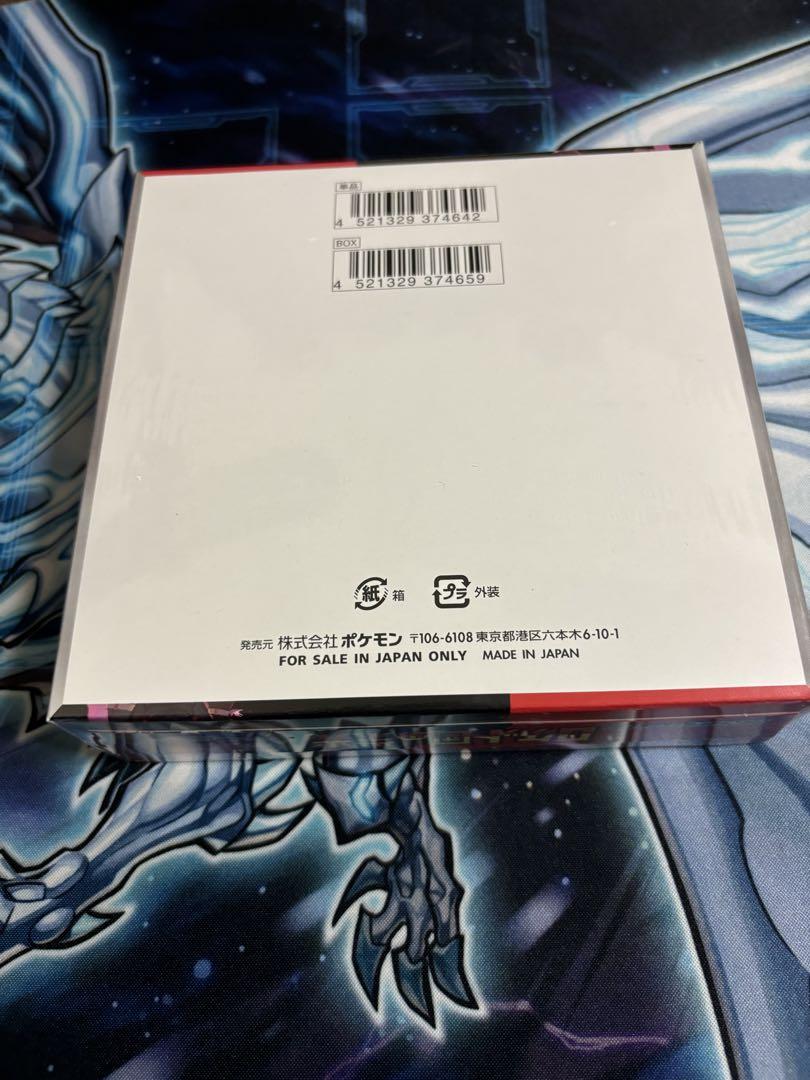 単品
4 521329 374642
BOX
4 521329 374659
紙 箱 プラ 外装
発売元 株式会社 ポケモン 〒106-6108 東京都港区六本木6-10-1
FOR SALE IN JAPAN ONLY MADE IN JAPAN